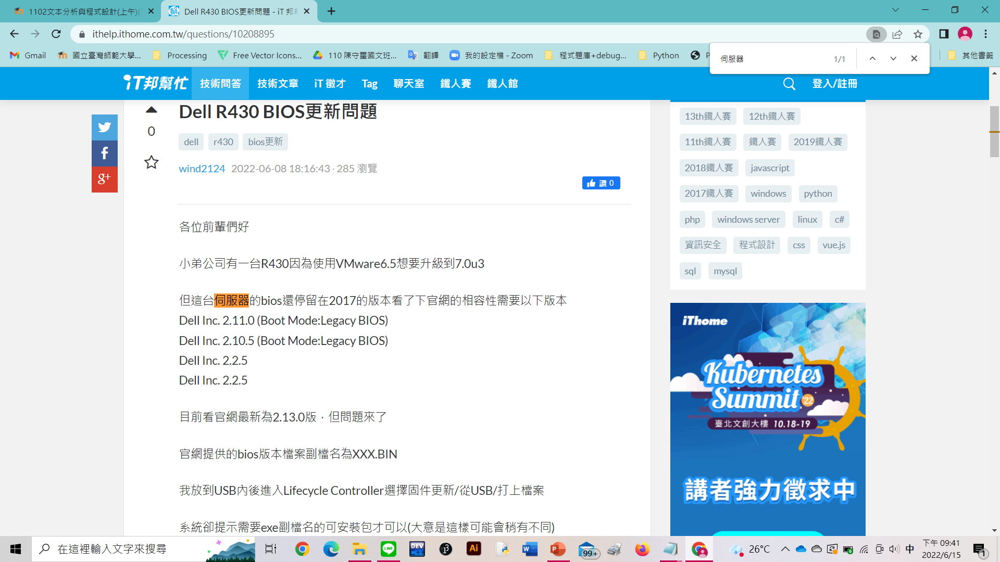 1102文本分析與程式設計(上午)(
Dell R430 BIOS更新問題 - iT 邦
ithelp.ithome.com.tw/questions/10208895
Gmail
國立臺灣師範大學...
Processing
Free Vector Icons...
110 陳守璽國文班...
翻譯
我的設定檔 - Zoom
程式題庫+debug...
Python
其他書籤
伺服器
1/1
iT邦幫忙
技術問答
技術文章
iT 徵才
Tag
聊天室
鐵人賽
鐵人館
登入/註冊
Dell R430 BIOS更新問題
0
dell
r430
bios更新
wind2124 2022-06-08 18:16:43 · 285 瀏覽
讚 0
g+
各位前輩們好
小弟公司有一台R430因為使用VMware6.5想要升級到7.0u3
但這台伺服器的bios還停留在2017的版本看了下官網的相容性需要以下版本
Dell Inc. 2.11.0 (Boot Mode:Legacy BIOS)
Dell Inc. 2.10.5 (Boot Mode:Legacy BIOS)
Dell Inc. 2.2.5
Dell Inc. 2.2.5
目前看官網最新為2.13.0版，但問題來了
官網提供的bios版本檔案副檔名為XXX.BIN
我放到USB內後進入Lifecycle Controller選擇固件更新/從USB/打上檔案
系統卻提示需要exe副檔名的可安裝包才可以(大意是這樣可能會稍有不同)
13th鐵人賽
12th鐵人賽
11th鐵人賽
鐵人賽
2019鐵人賽
2018鐵人賽
javascript
2017鐵人賽
windows
python
php
windows server
linux
c#
資訊安全
程式設計
css
vue.js
sql
mysql
iThome
Kubernetes
Summit '22
臺北文創大樓 10.18-19
講者強力徵求中
在這裡輸入文字來搜尋
LINE
DEV
C++
Ai
W
P
99+
26°C
中
下午 09:41
2022/6/15
1